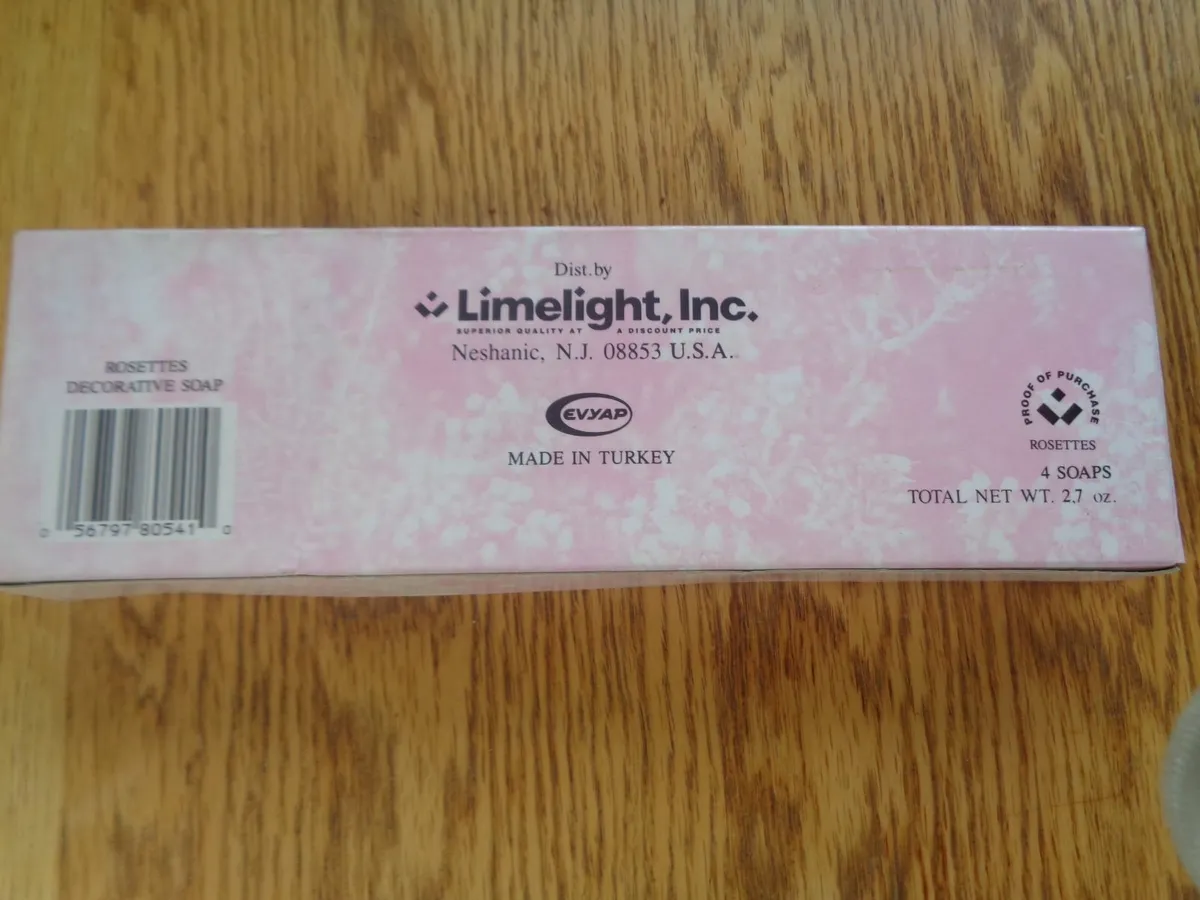 Dist.by
Limelight, Inc.
SUPERIOR QUALITY AT A DISCOUNT PRICE
Neshanic, N.J. 08853 U.S.A.
EVYAP
MADE IN TURKEY
ROSETTES
DECORATIVE SOAP
0 56797 80541 0
PROOF OF PURCHASE
ROSETTES
4 SOAPS
TOTAL NET WT. 2,7 oz.